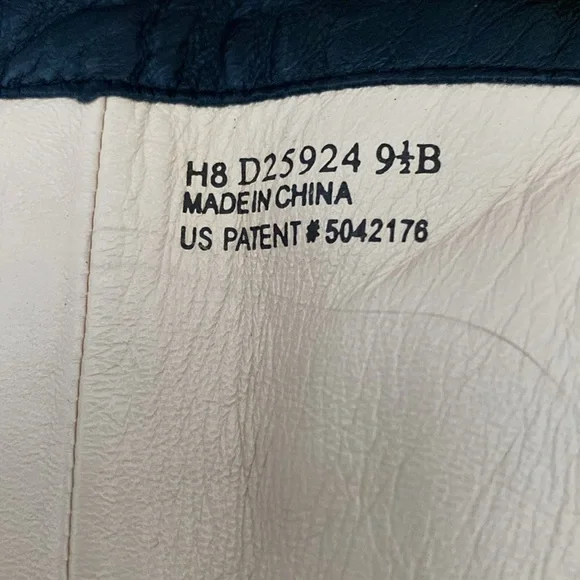 H8 D25924 9½B
MADE IN CHINA
US PATENT # 5042176